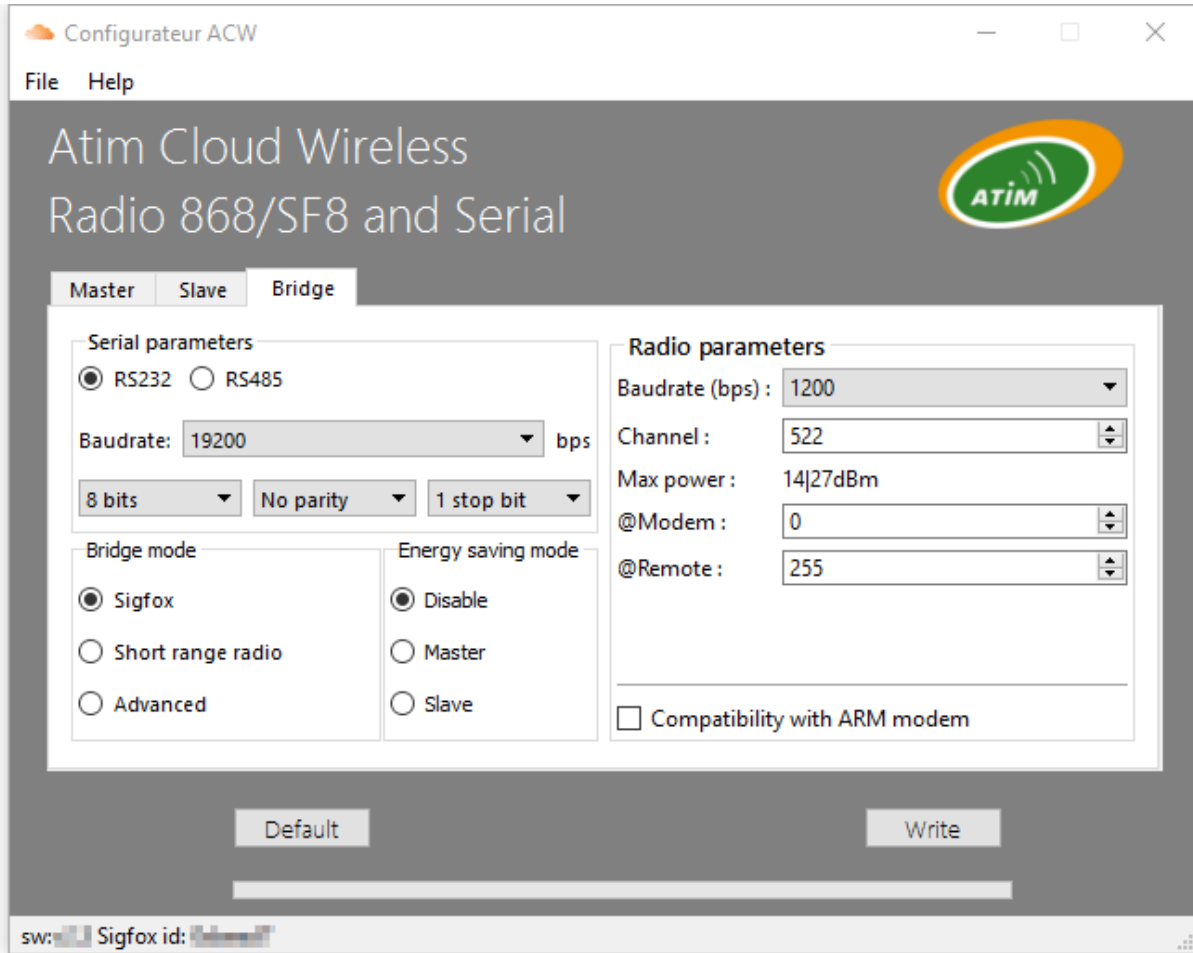 Configurateur ACW
File Help
Atim Cloud Wireless
Radio 868/SF8 and Serial
ATiM
Master Slave Bridge
Serial parameters
RS232 RS485
Baudrate: 19200 bps
8 bits No parity 1 stop bit
Bridge mode
Sigfox
Short range radio
Advanced
Energy saving mode
Disable
Master
Slave
Radio parameters
Baudrate (bps) : 1200
Channel : 522
Max power : 14|27dBm
@Modem : 0
@Remote : 255
Compatibility with ARM modem
Default Write
sw: Sigfox id: